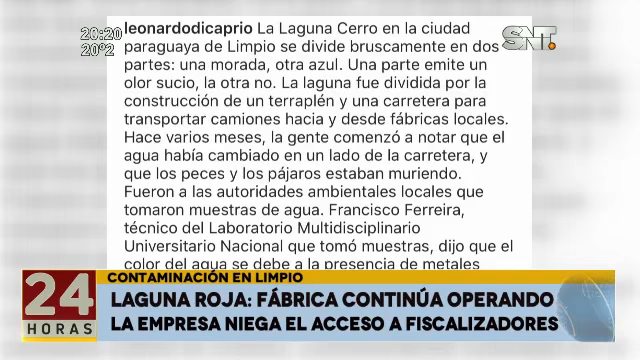 20:20
20°2
SNT.
leonardodicaprio La Laguna Cerro en la ciudad
paraguaya de Limpio se divide bruscamente en dos
partes: una morada, otra azul. Una parte emite un
olor sucio, la otra no. La laguna fue dividida por la
construcción de un terraplén y una carretera para
transportar camiones hacia y desde fábricas locales.
Hace varios meses, la gente comenzó a notar que el
agua había cambiado en un lado de la carretera, y
que los peces y los pájaros estaban muriendo.
Fueron a las autoridades ambientales locales que
tomaron muestras de agua. Francisco Ferreira,
técnico del Laboratorio Multidisciplinario
Universitario Nacional que tomó muestras, dijo que el
color del agua se debe a la presencia de metales
CONTAMINACIÓN EN LIMPIO
24
HORAS
LAGUNA ROJA: FÁBRICA CONTINÚA OPERANDO
LA EMPRESA NIEGA EL ACCESO A FISCALIZADORES